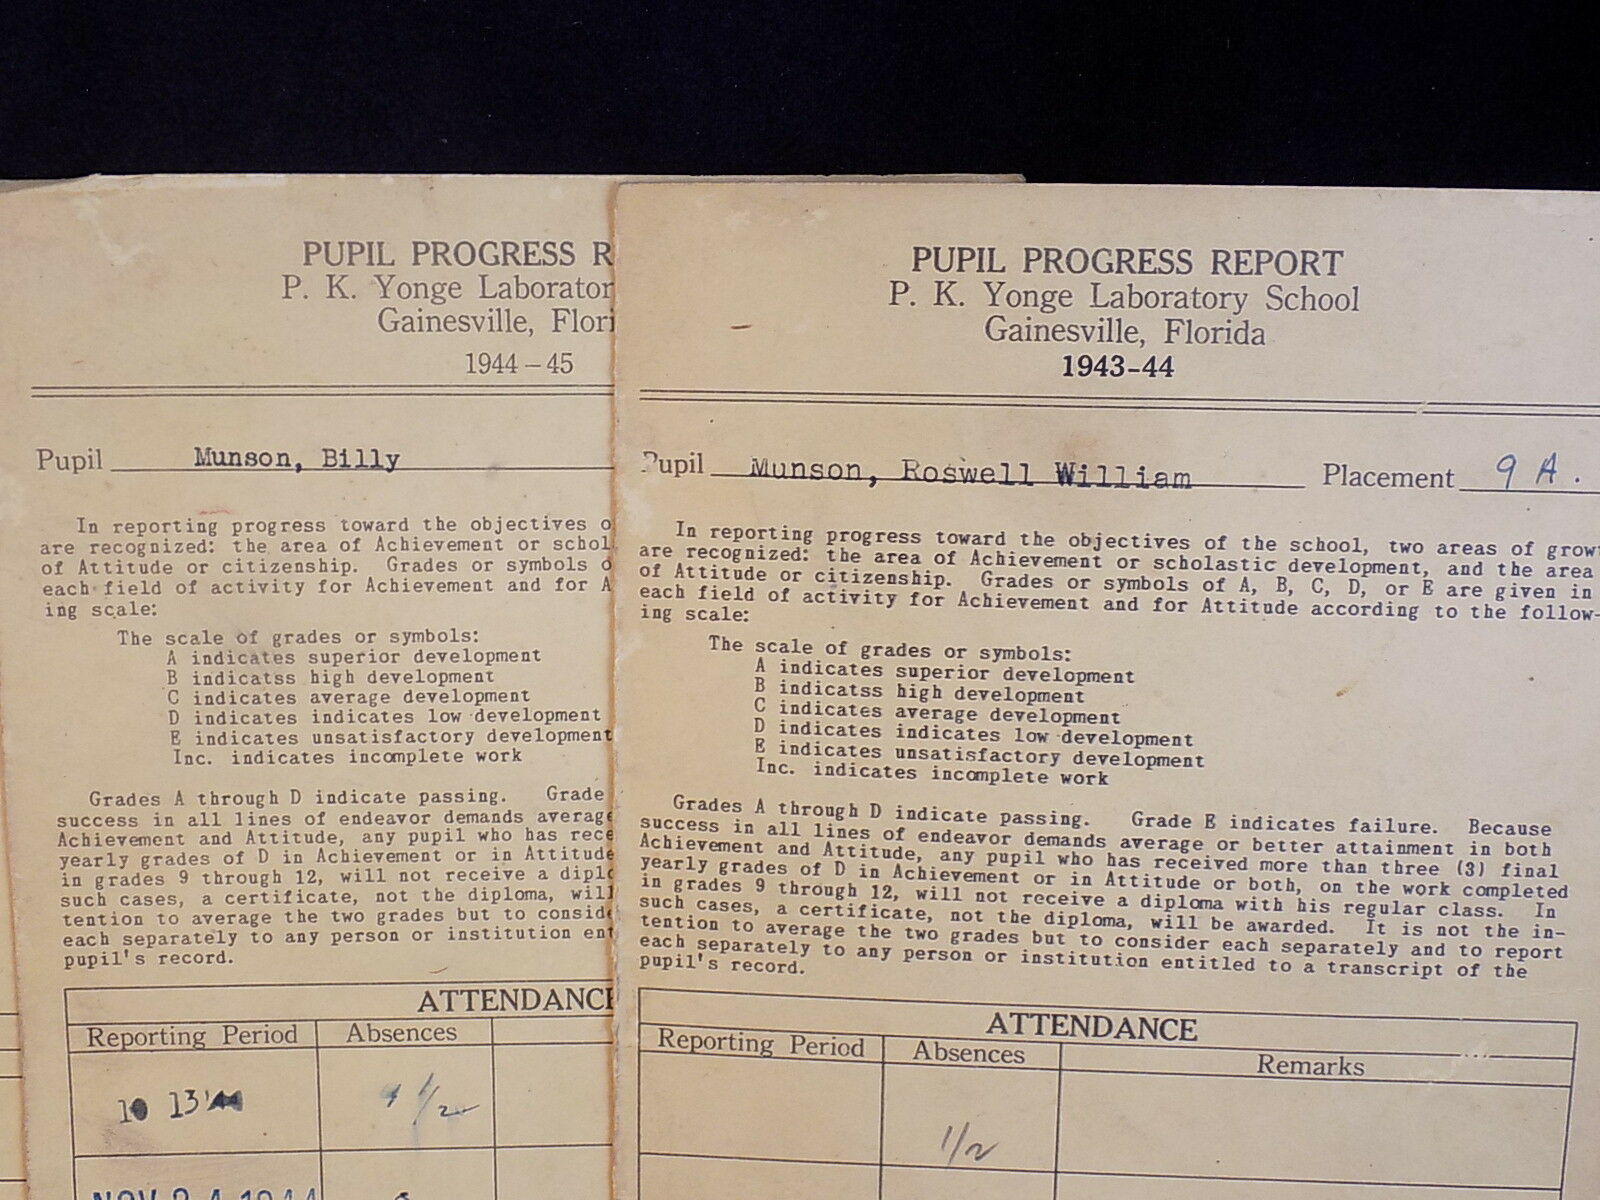 PUPIL PROGRESS R
P. K. Yonge Laborator
Gainesville, Flori
1944 – 45
Pupil Munson, Billy
In reporting progress toward the objectives o
are recognized: the area of Achievement or schol
of Attitude or citizenship. Grades or symbols o
each field of activity for Achievement and for A
ing scale:
The scale of grades or symbols:
A indicates superior development
B indicatss high development
C indicates average development
D indicates indicates low development
E indicates unsatisfactory development
Inc. indicates incomplete work
Grades A through D indicate passing. Grade
success in all lines of endeavor demands average
Achievement and Attitude, any pupil who has rece
yearly grades of D in Achievement or in Attitude
in grades 9 through 12, will not receive a diplo
such cases, a certificate, not the diploma, will
tention to average the two grades but to conside
each separately to any person or institution ent
pupil's record.
ATTENDANCE
Reporting Period Absences
10 13 '44
1/2
NOV 24 1944
PUPIL PROGRESS REPORT
P. K. Yonge Laboratory School
Gainesville, Florida
1943-44
Pupil Munson, Roswell William Placement 9 A.
In reporting progress toward the objectives of the school, two areas of growt
are recognized: the area of Achievement or scholastic development, and the area
of Attitude or citizenship. Grades or symbols of A, B, C, D, or E are given in
each field of activity for Achievement and for Attitude according to the follow-
ing scale:
The scale of grades or symbols:
A indicates superior development
B indicatss high development
C indicates average development
D indicates indicates low development
E indicates unsatisfactory development
Inc. indicates incomplete work
Grades A through D indicate passing. Grade E indicates failure. Because
success in all lines of endeavor demands average or better attainment in both
Achievement and Attitude, any pupil who has received more than three (3) final
yearly grades of D in Achievement or in Attitude or both, on the work completed
in grades 9 through 12, will not receive a diploma with his regular class. In
such cases, a certificate, not the diploma, will be awarded. It is not the in-
tention to average the two grades but to consider each separately and to report
each separately to any person or institution entitled to a transcript of the
pupil's record.
ATTENDANCE
Reporting Period Absences Remarks
1/2